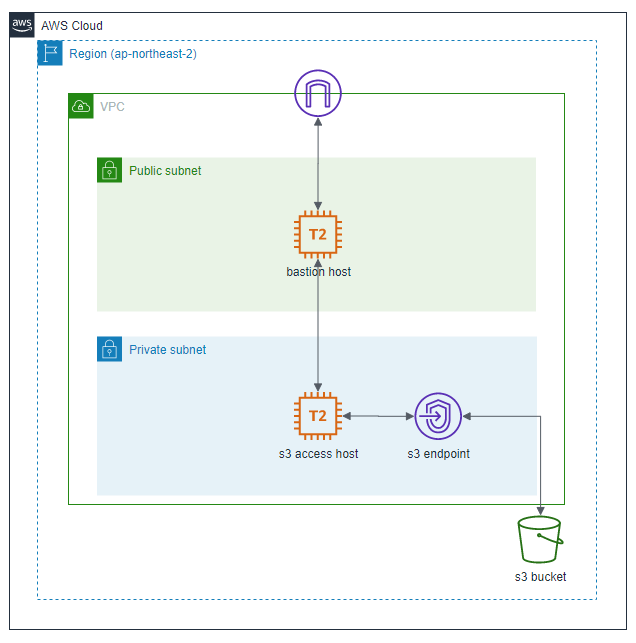 aws
AWS Cloud
Region (ap-northeast-2)
VPC
Public subnet
T2
bastion host
Private subnet
T2
s3 access host
s3 endpoint
s3 bucket